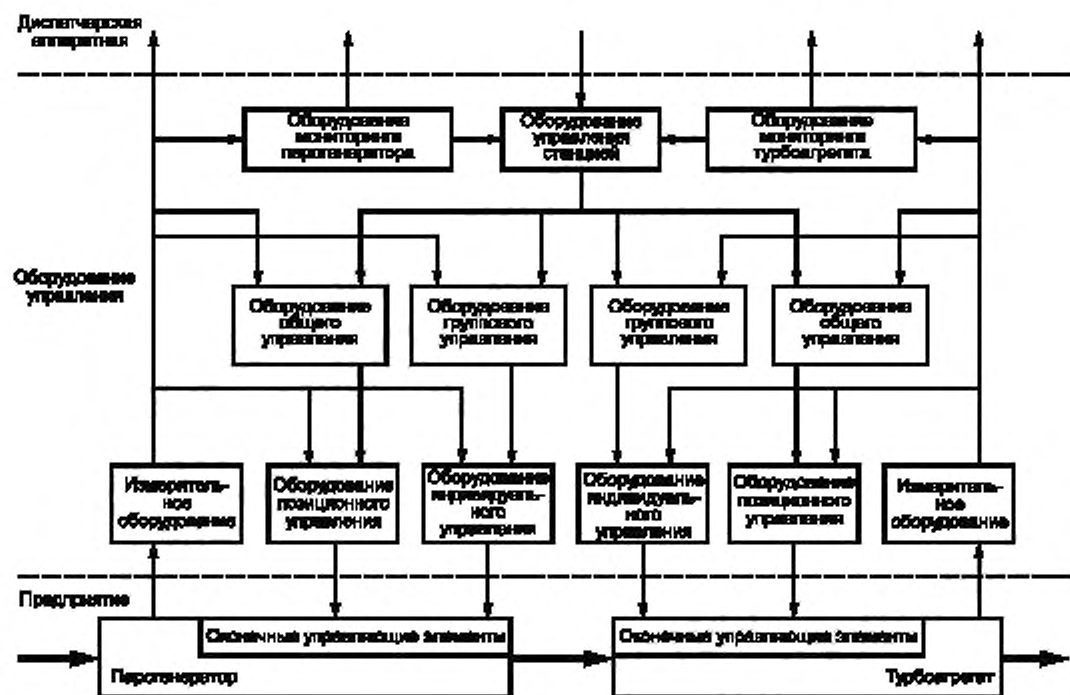 Диспетчерская
аппаратная
Оборудование
мониторинга
парогенератора
Оборудование
управления
станцией
Оборудование
мониторинга
турбоагрегата
Оборудование
управления
Оборудование
общего
управления
Оборудование
группового
управления
Оборудование
группового
управления
Оборудование
общего
управления
Измеритель-
ное
оборудование
Оборудование
позиционного
управления
Оборудование
индивидуаль-
ного
управления
Оборудование
индивидуаль-
ного
управления
Оборудование
позиционного
управления
Измеритель-
ное
оборудование
Предприятие
Оконечные управляющие элементы
Парогенератор
Оконечные управляющие элементы
Турбоагрегат